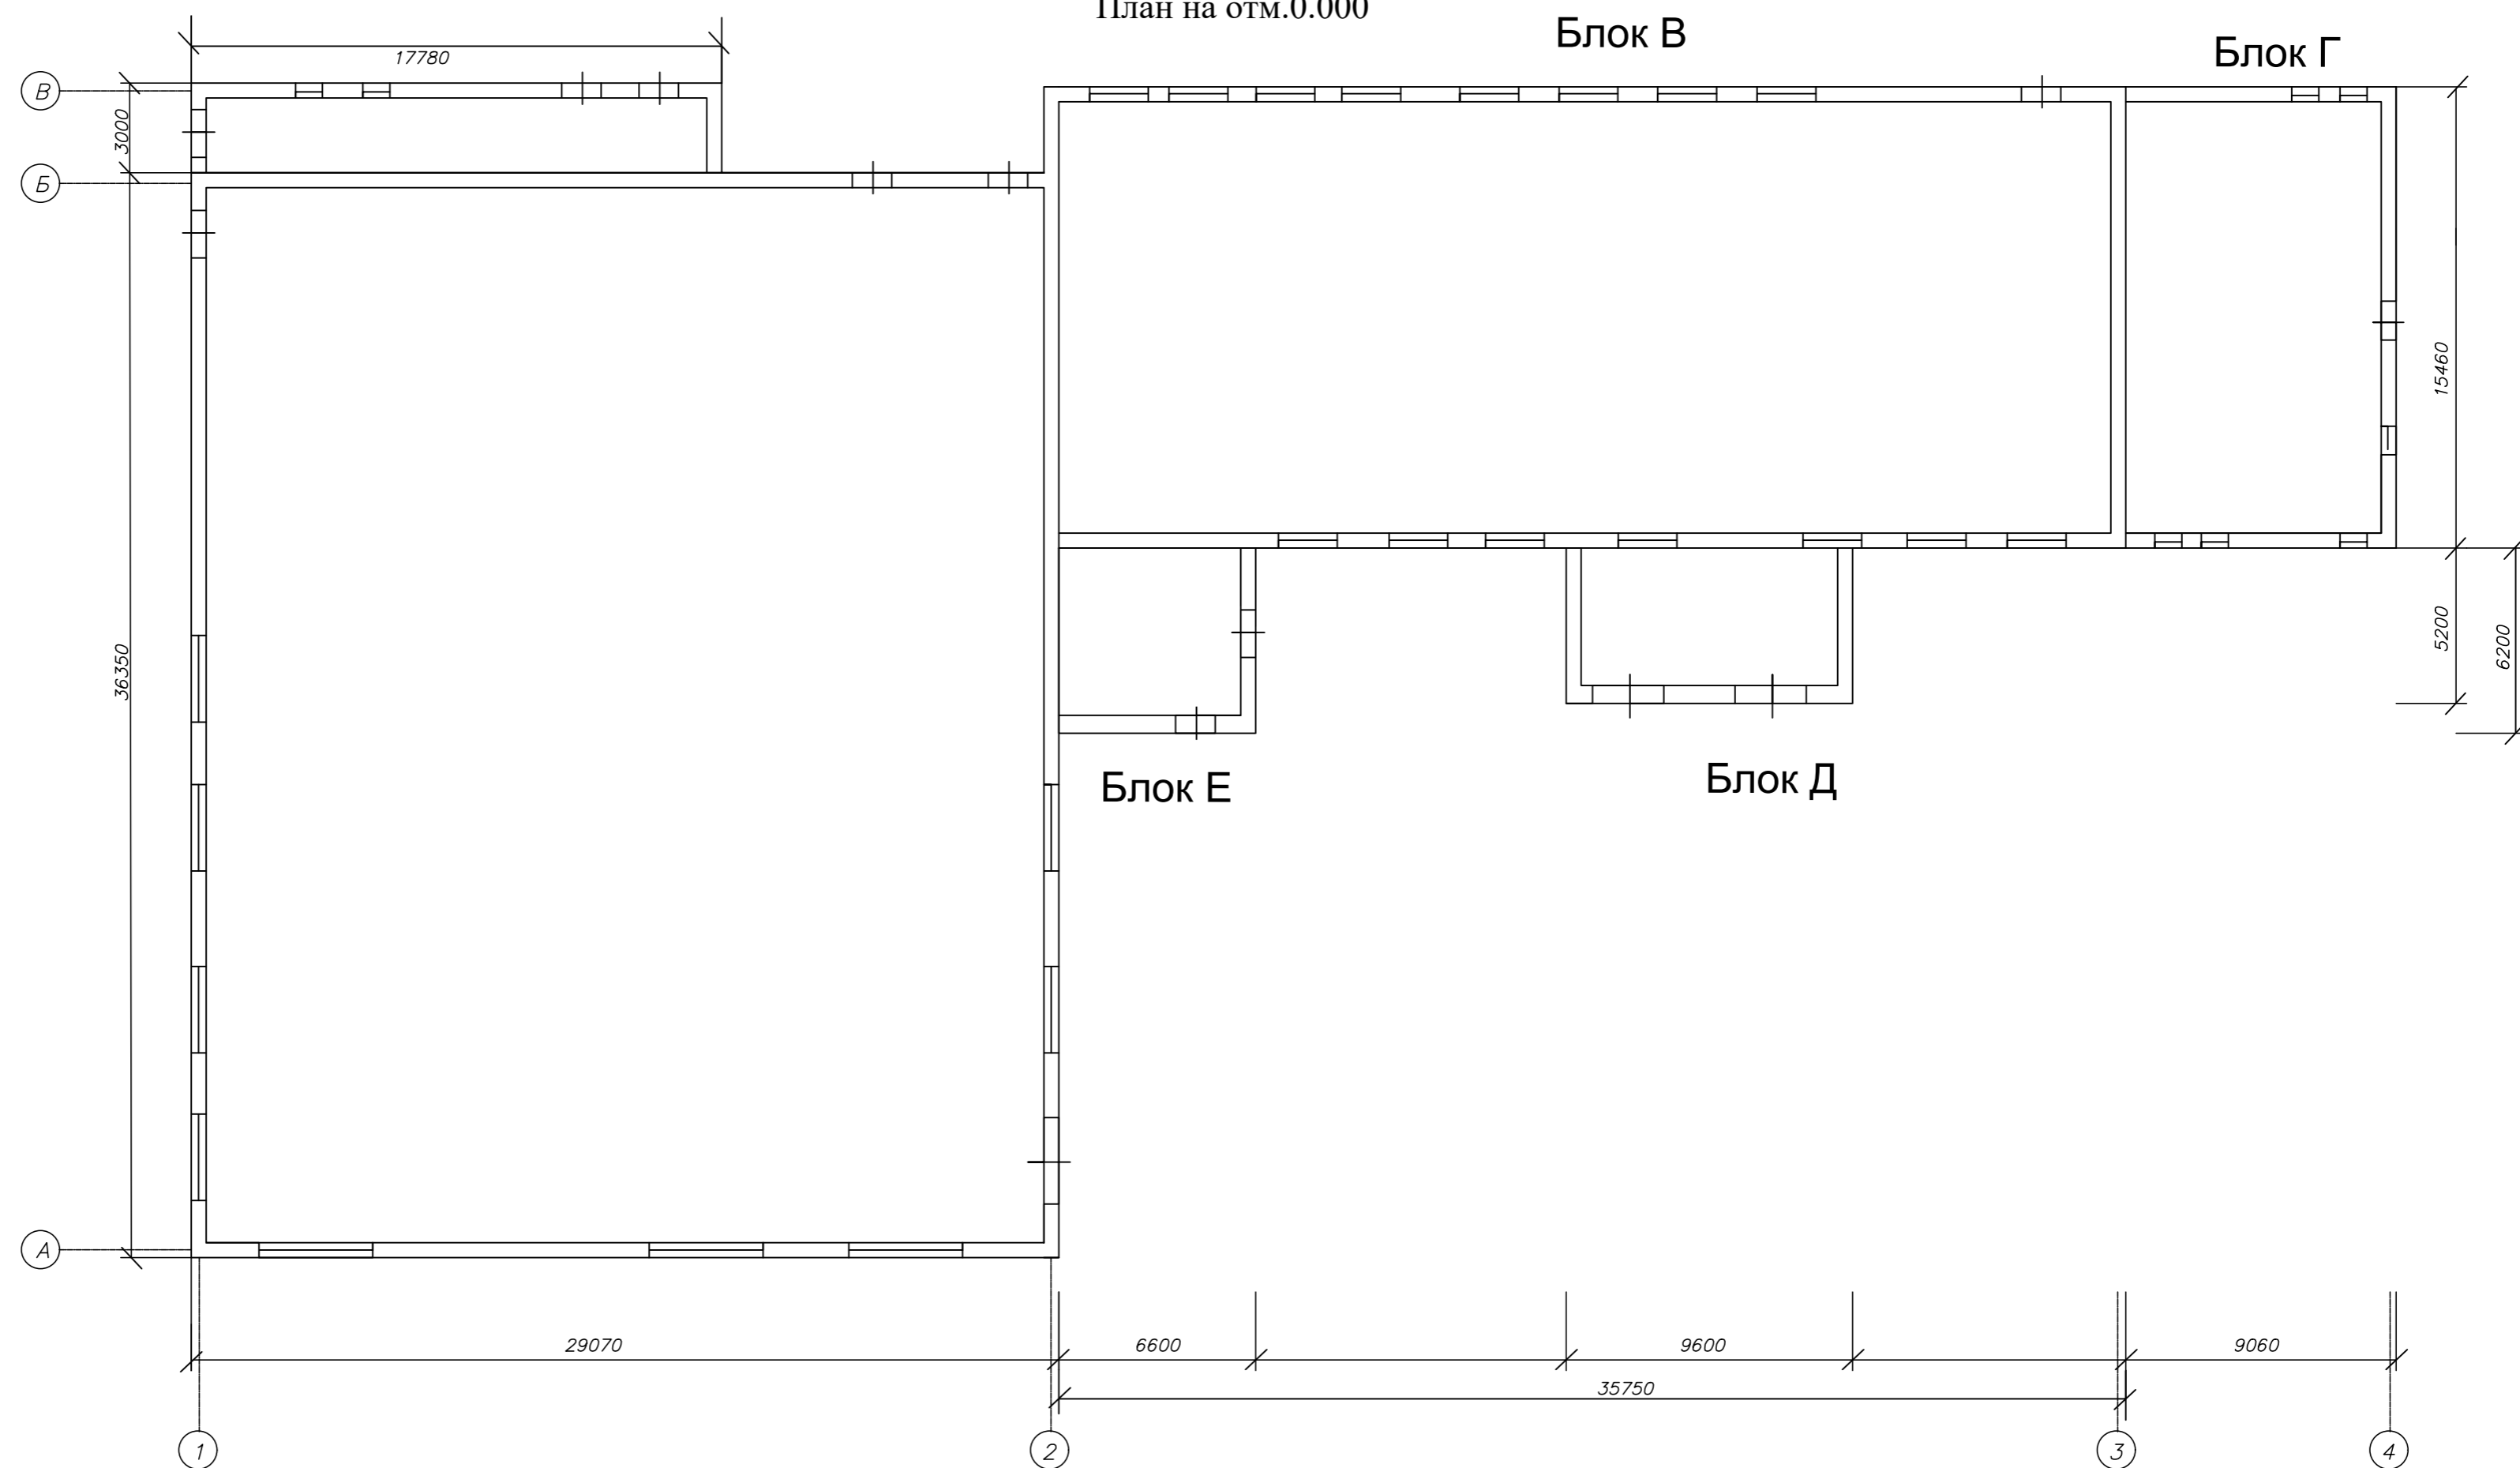 План на отм.0.000
Блок В
Блок Г
17780
В
3000
Б
15460
36350
5200
6200
Блок Е
Блок Д
А
29070
6600
9600
9060
35750
1
2
3
4